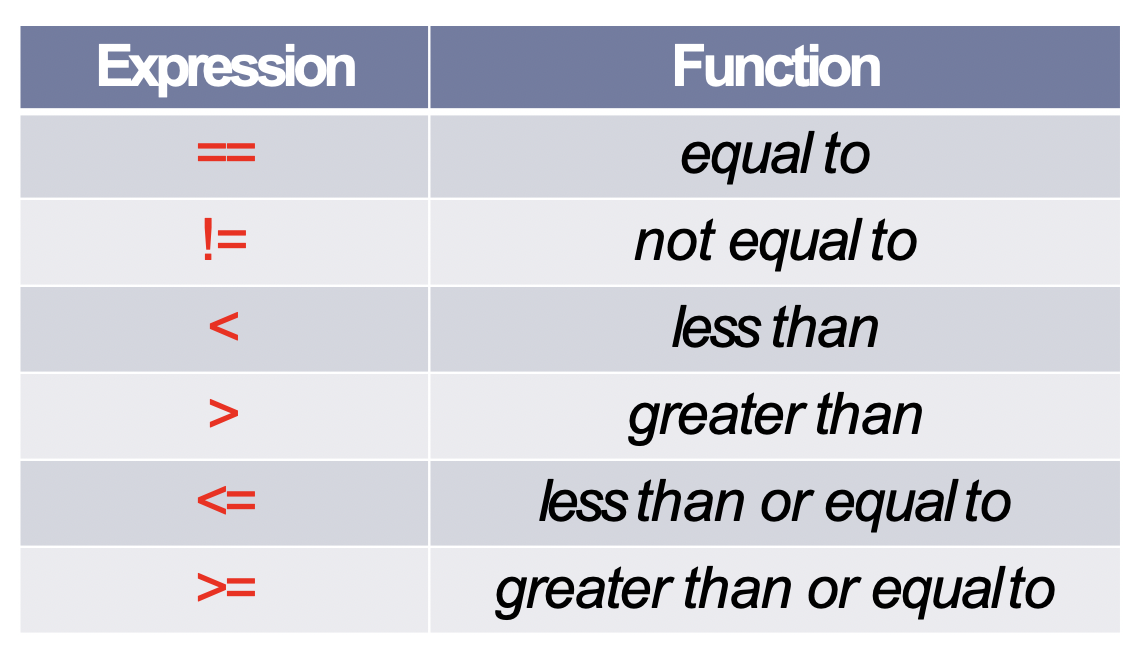 Expression Function
== equal to
!= not equal to
< less than
> greater than
<= less than or equal to
>= greater than or equal to